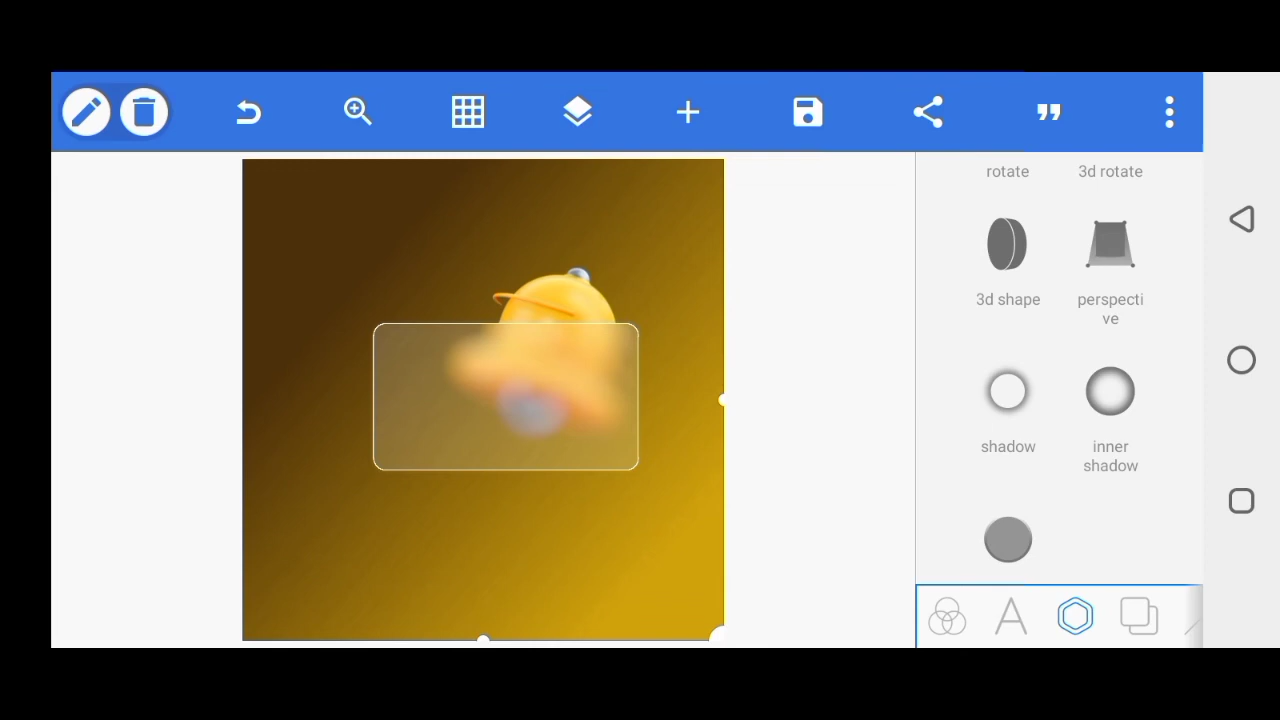 rotate
3d rotate
3d shape
perspecti
ve
shadow
inner
shadow